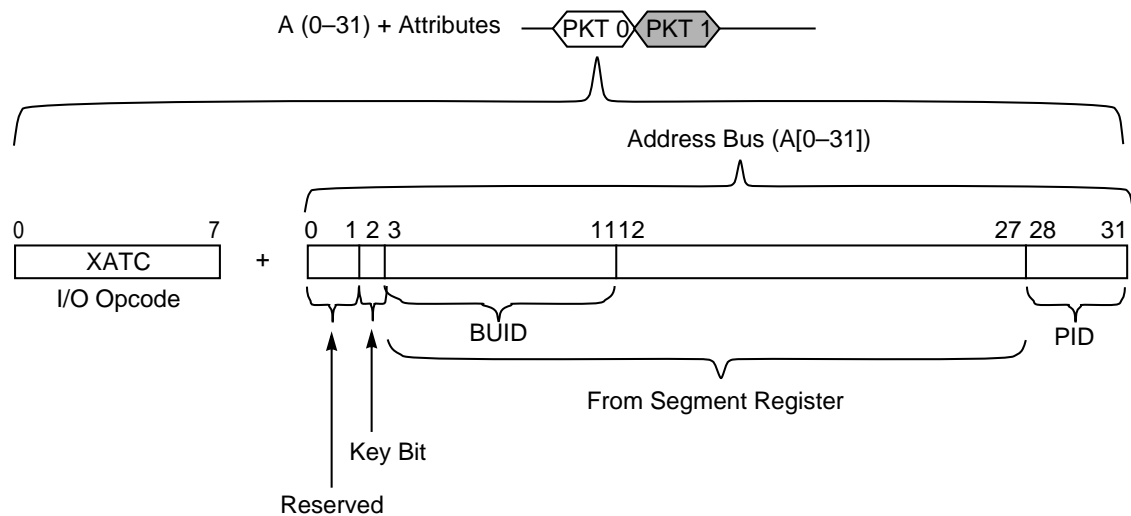 A (0–31) + Attributes PKT 0 PKT 1
Address Bus (A[0–31])
0 7 0 1 2 3 11 12 27 28 31
XATC +
I/O Opcode
BUID PID
From Segment Register
Key Bit
Reserved